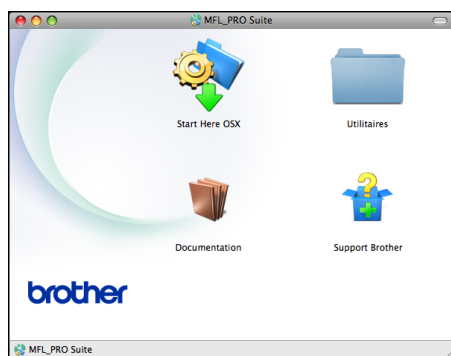 MFL_PRO Suite
Start Here OSX
Utilitaires
Documentation
Support Brother
brother
MFL_PRO Suite